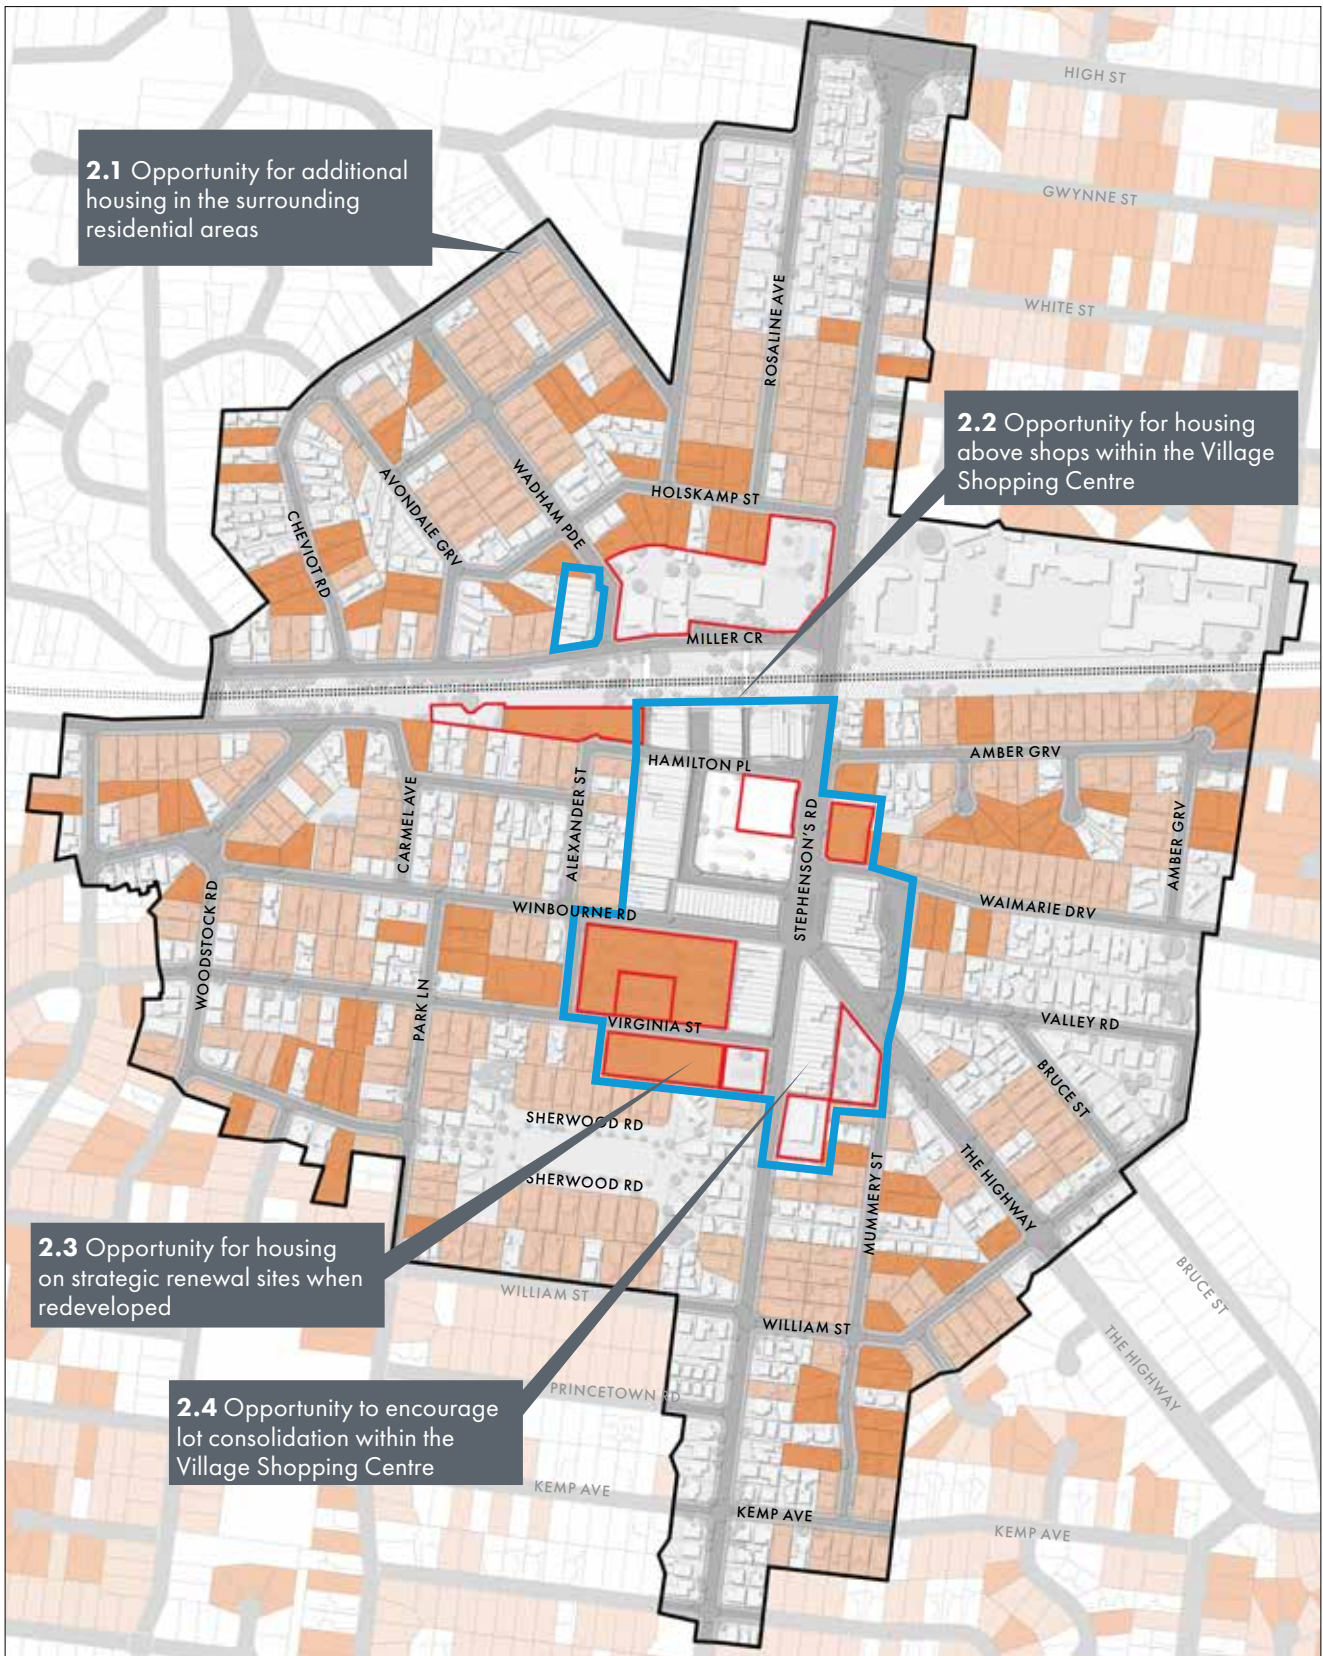 HIGH ST
2.1 Opportunity for additional
housing in the surrounding
residential areas
GWYNNE ST
WHITE ST
ROSALINE AVE
2.2 Opportunity for housing
above shops within the Village
Shopping Centre
HOLSKAMP ST
WADHAM PDE
AVONDALE GRV
CHEVIOT RD
MILLER CR
HAMILTON PL
AMBER GRV
ALEXANDER ST
CARMEL AVE
STEPHENSON'S RD
AMBER GRV
WINBOURNE RD
WAIMARIE DRV
WOODSTOCK RD
PARK LN
VIRGINIA ST
VALLEY RD
BRUCE ST
SHERWOOD RD
SHERWOOD RD
MUMMERY ST
THE HIGHWAY
2.3 Opportunity for housing
on strategic renewal sites when
redeveloped
WILLIAM ST
BRUCE ST
WILLIAM ST
THE HIGHWAY
2.4 Opportunity to encourage
lot consolidation within the
Village Shopping Centre
PRINCETOWN RD
KEMP AVE
KEMP AVE
KEMP AVE